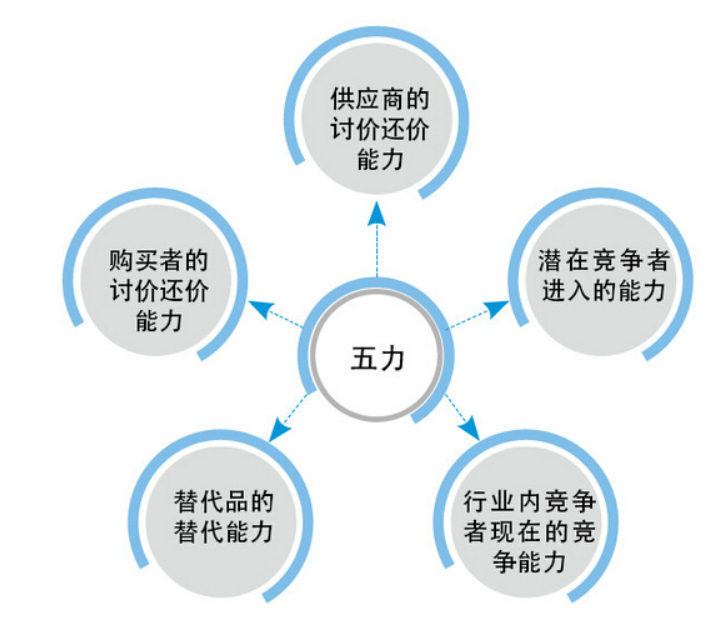 供应商的
讨价还价
能力
购买者的
讨价还价
能力
潜在竞争者
进入的能力
五力
替代品的
替代能力
行业内竞争
者现在的竞
争能力